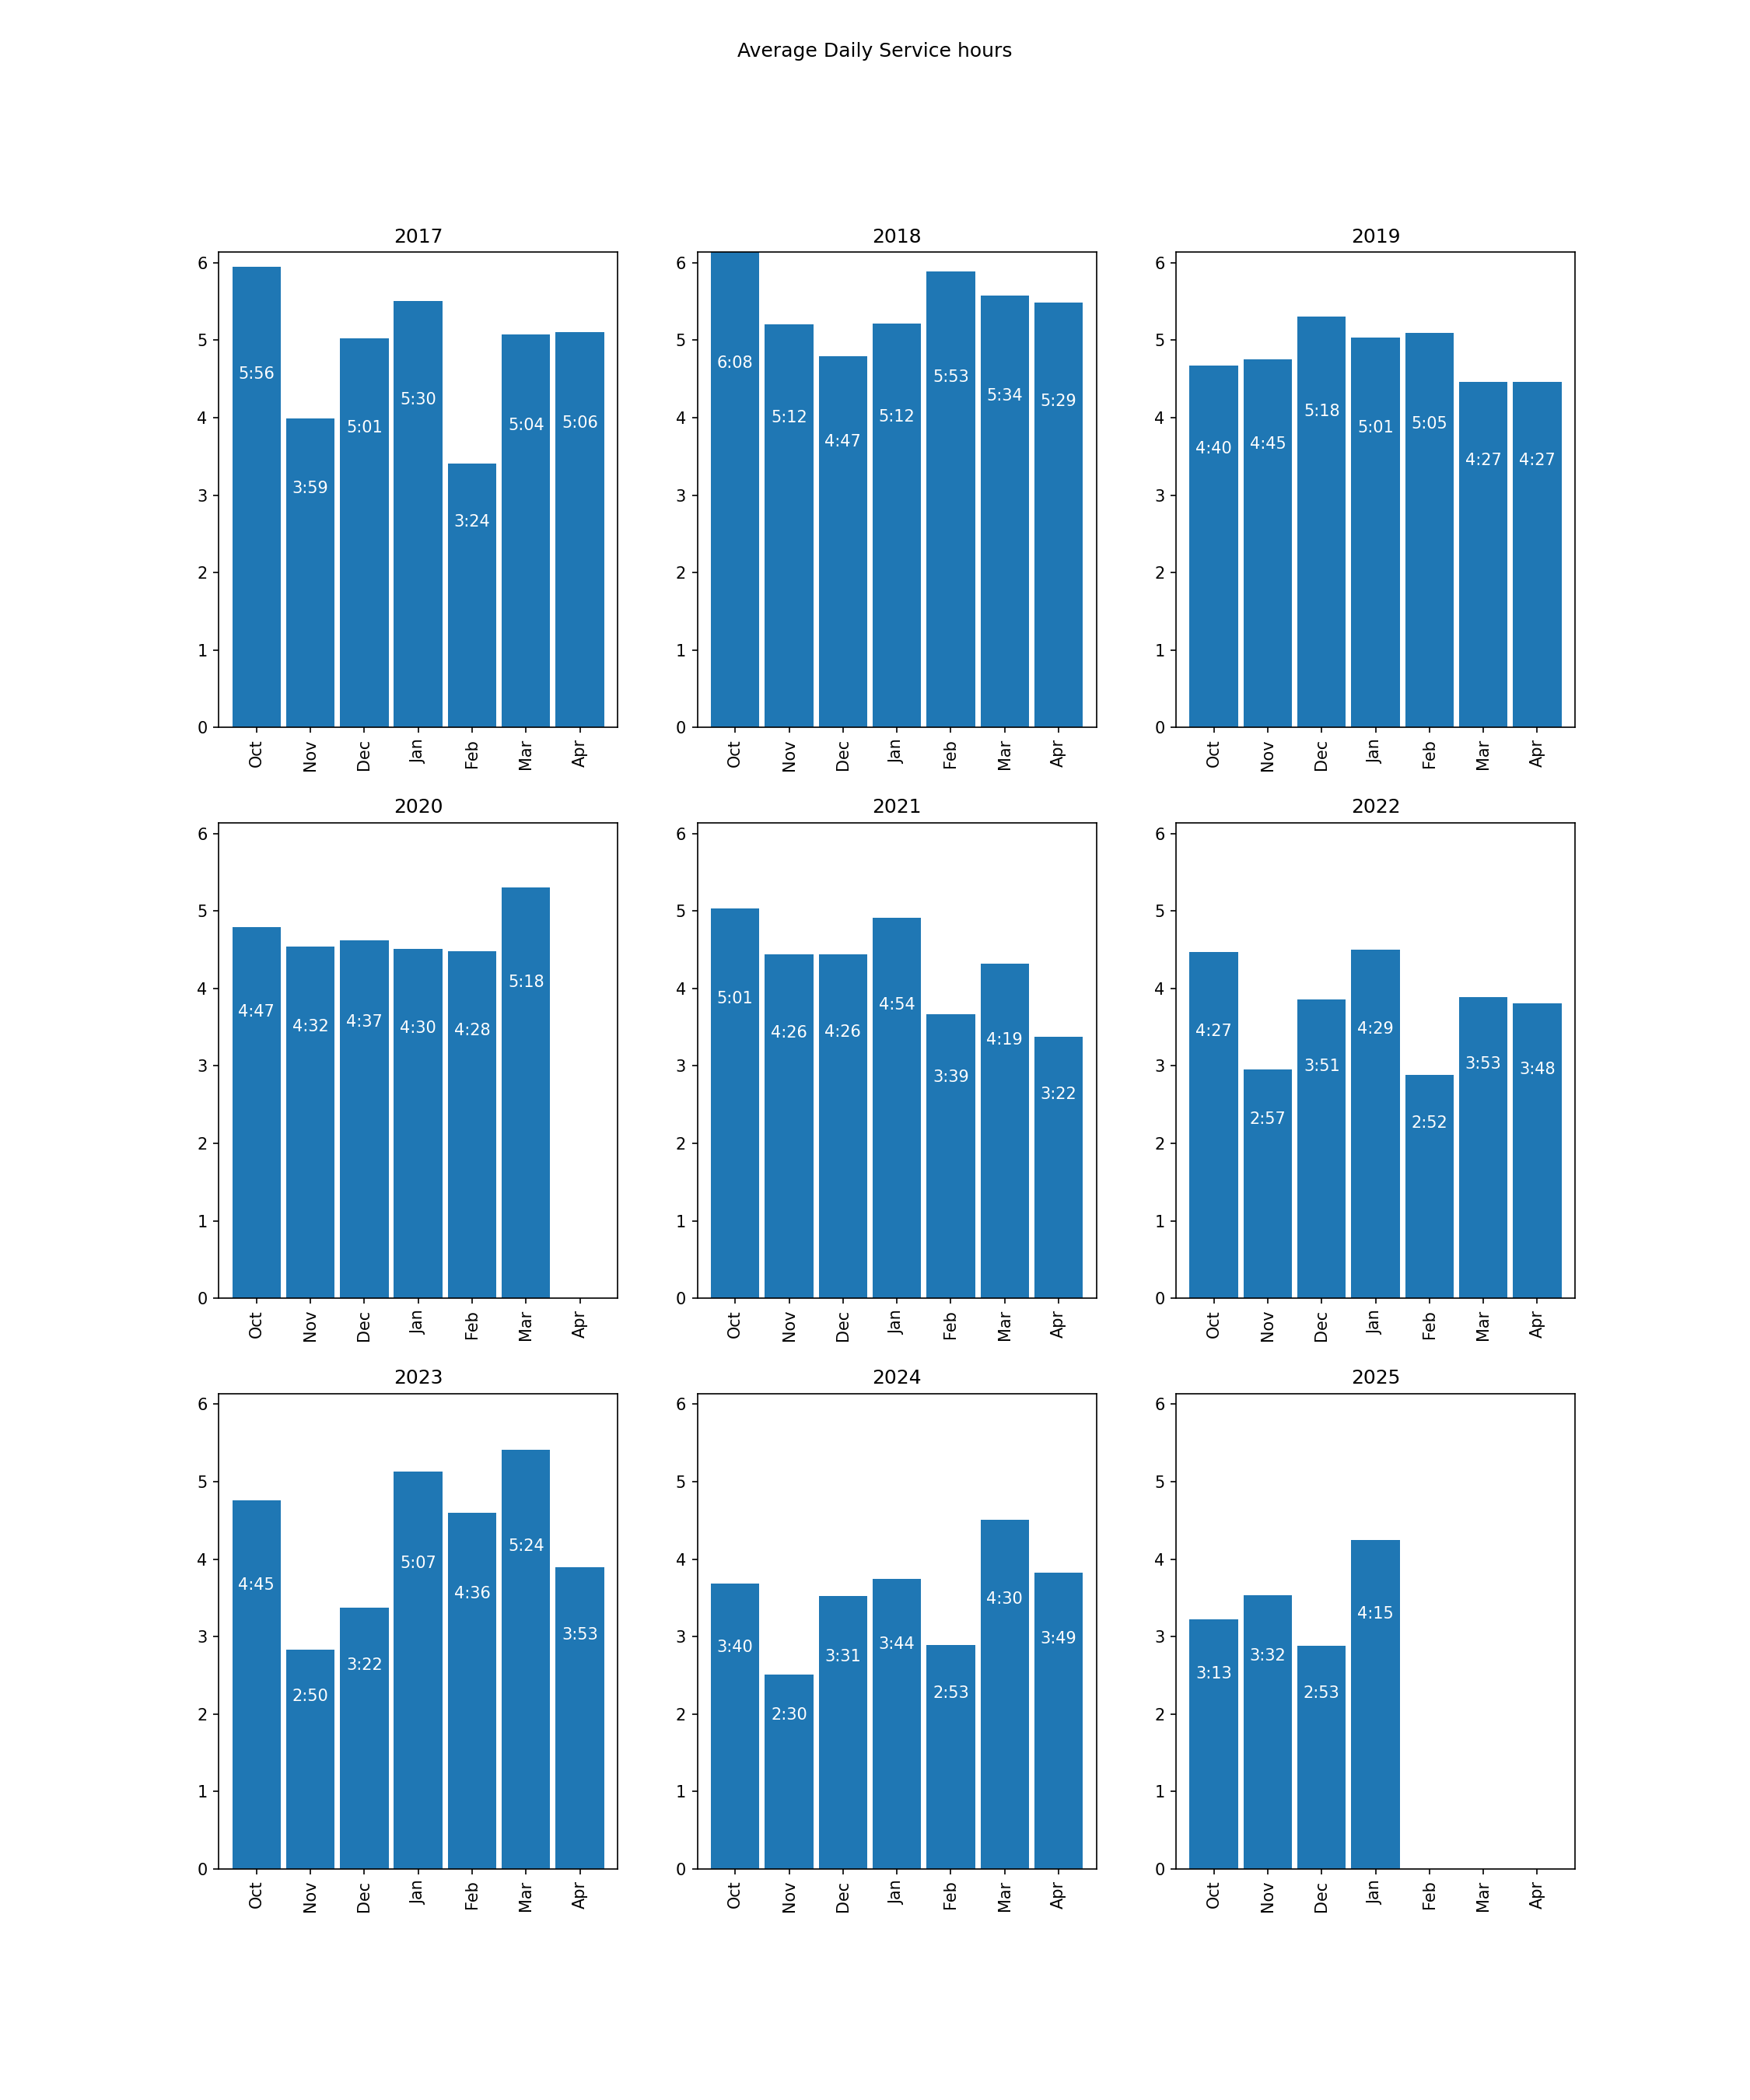 Average Daily Service hours
2017
2018
2019
6
5
4
3
2
1
0
5:56
3:59
5:01
5:30
3:24
5:04
5:06
Oct
Nov
Dec
Jan
Feb
Mar
Apr
6
5
4
3
2
1
0
6:08
5:12
4:47
5:12
5:53
5:34
5:29
Oct
Nov
Dec
Jan
Feb
Mar
Apr
6
5
4
3
2
1
0
4:40
4:45
5:18
5:01
5:05
4:27
4:27
Oct
Nov
Dec
Jan
Feb
Mar
Apr
2020
2021
2022
6
5
4
3
2
1
0
4:47
4:32
4:37
4:30
4:28
5:18
Oct
Nov
Dec
Jan
Feb
Mar
Apr
6
5
4
3
2
1
0
5:01
4:26
4:26
4:54
3:39
4:19
3:22
Oct
Nov
Dec
Jan
Feb
Mar
Apr
6
5
4
3
2
1
0
4:27
2:57
3:51
4:29
2:52
3:53
3:48
Oct
Nov
Dec
Jan
Feb
Mar
Apr
2023
2024
2025
6
5
4
3
2
1
0
4:45
2:50
3:22
5:07
4:36
5:24
3:53
Oct
Nov
Dec
Jan
Feb
Mar
Apr
6
5
4
3
2
1
0
3:40
2:30
3:31
3:44
2:53
4:30
3:49
Oct
Nov
Dec
Jan
Feb
Mar
Apr
6
5
4
3
2
1
0
3:13
3:32
2:53
4:15
Oct
Nov
Dec
Jan
Feb
Mar
Apr